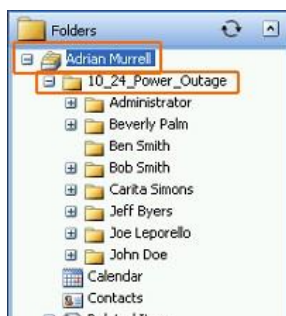 Folders
Adrian Murrell
10_24_Power_Outage
Administrator
Beverly Palm
Ben Smith
Bob Smith
Carita Simons
Jeff Byers
Joe Leporello
John Doe
Calendar
Contacts